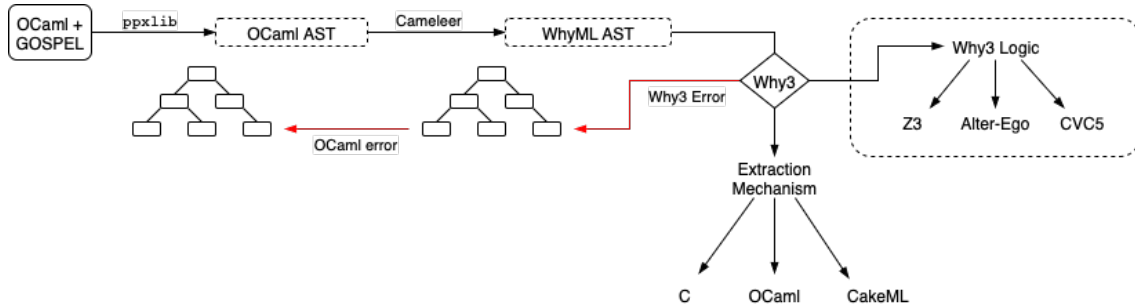 OCaml +
GOSPEL
ppxlib
OCaml AST
Cameleer
WhyML AST
Why3
Why3 Error
OCaml error
Why3 Logic
Z3
Alter-Ego
CVC5
Extraction
Mechanism
C
OCaml
CakeML